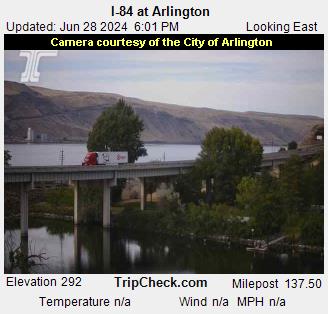 I-84 at Arlington
Updated: Jun 28 2024 6:01 PM Looking East
Camera courtesy of the City of Arlington
Elevation 292 TripCheck.com Milepost 137.50
Temperature n/a Wind n/a MPH n/a